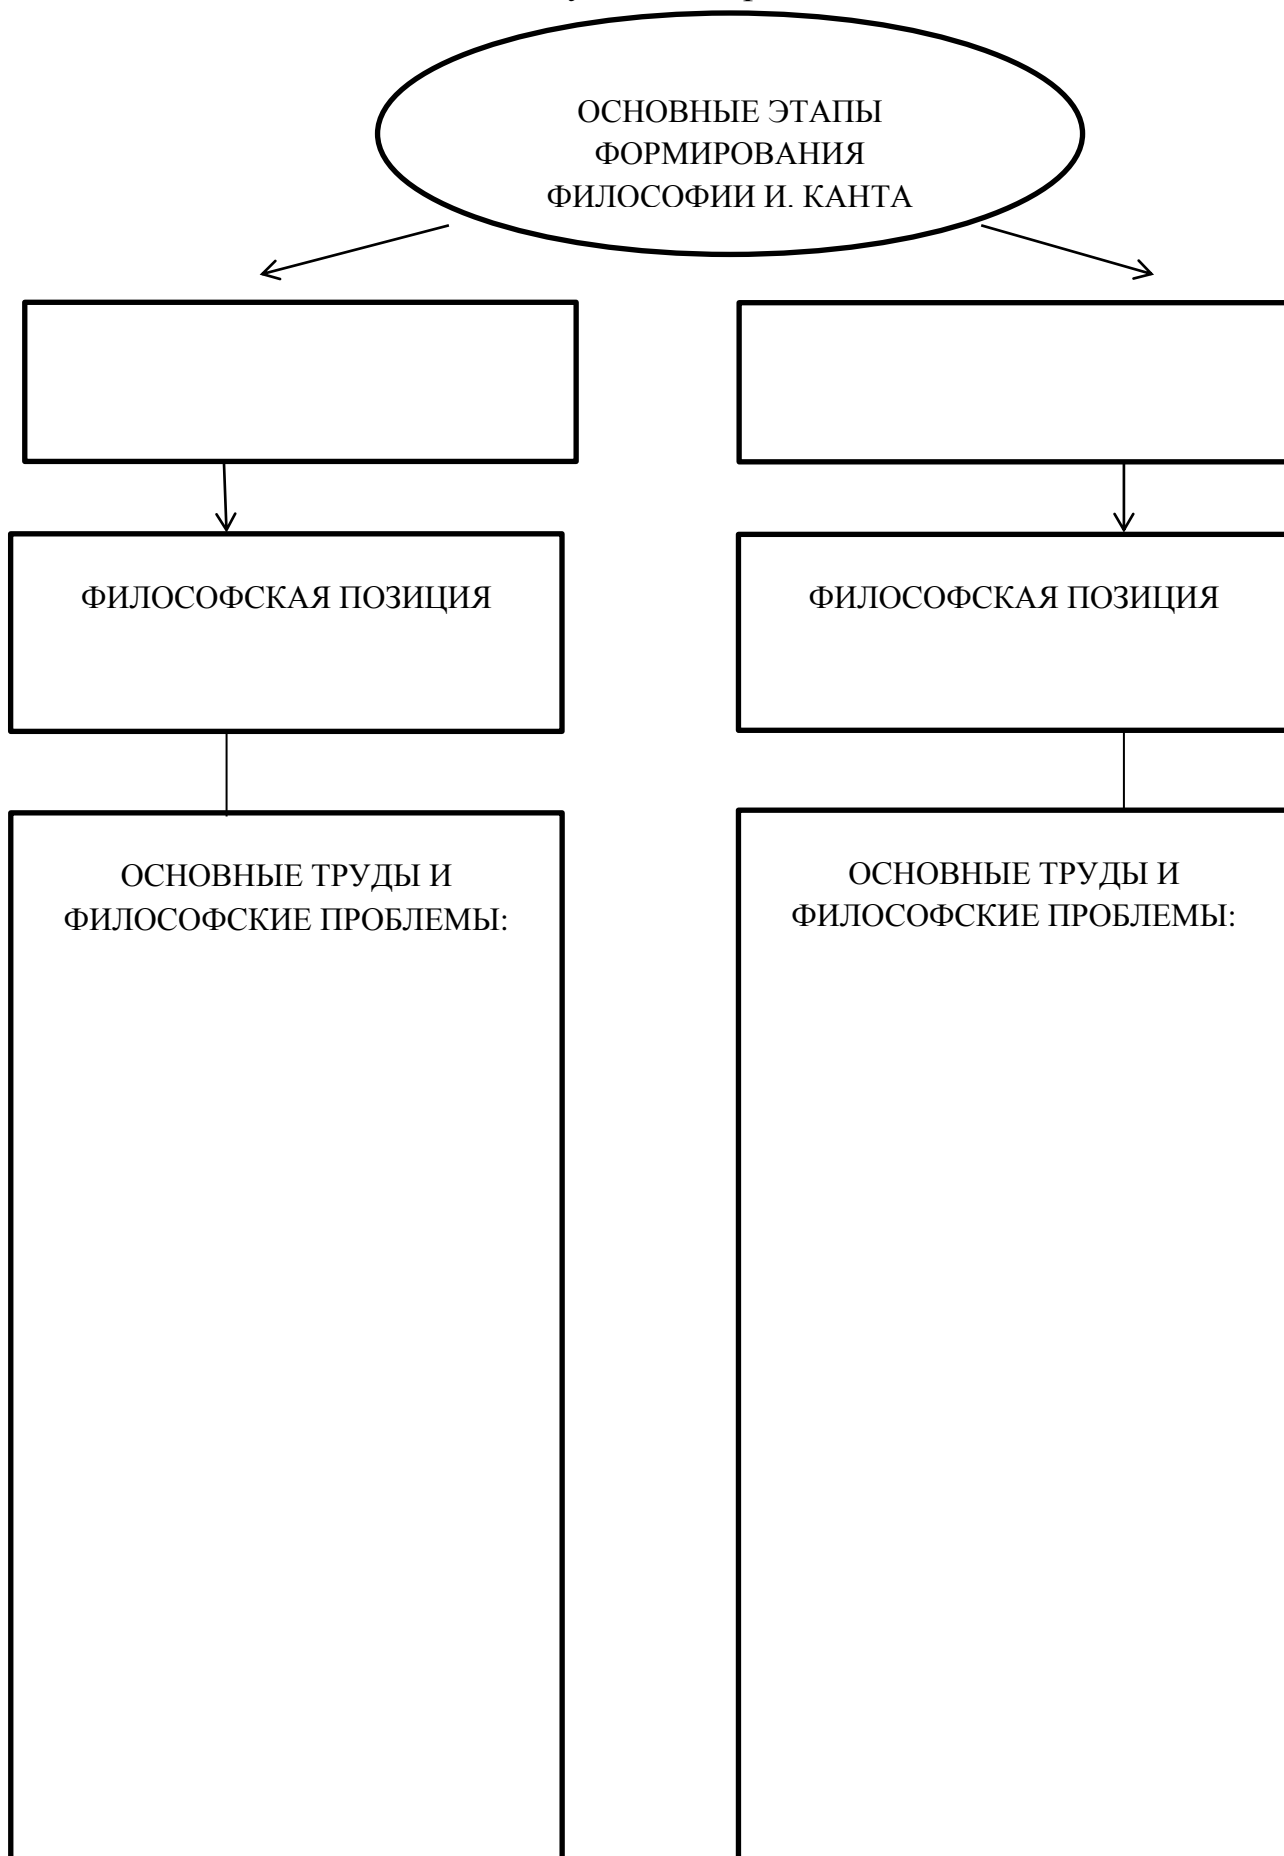 ОСНОВНЫЕ ЭТАПЫ
ФОРМИРОВАНИЯ
ФИЛОСОФИИ И. КАНТА
ФИЛОСОФСКАЯ ПОЗИЦИЯ
ФИЛОСОФСКАЯ ПОЗИЦИЯ
ОСНОВНЫЕ ТРУДЫ И
ФИЛОСОФСКИЕ ПРОБЛЕМЫ:
ОСНОВНЫЕ ТРУДЫ И
ФИЛОСОФСКИЕ ПРОБЛЕМЫ: